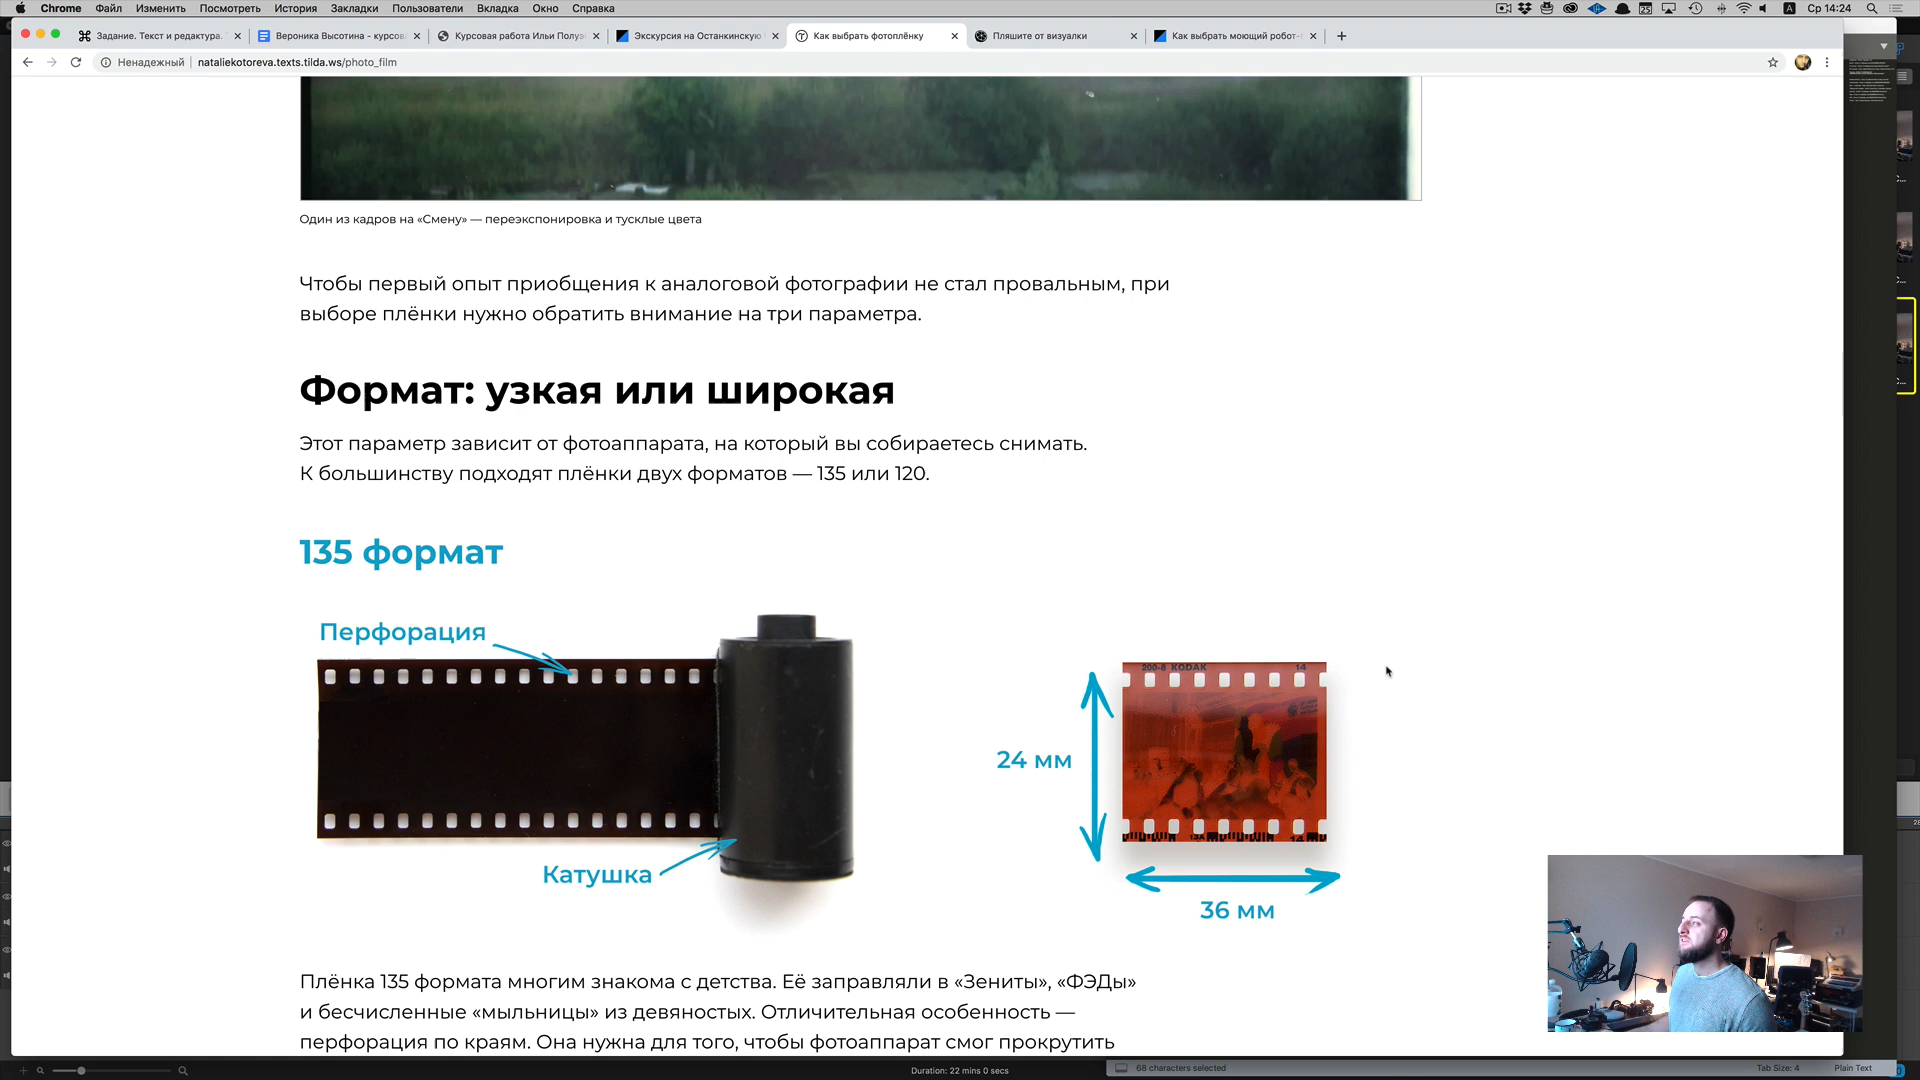 Chrome Файл Изменить Посмотреть История Закладки Пользователи Вкладка Окно Справка
25 A Ср 14:24
Задание. Текст и редактура. Вероника Высотина - курсов Курсовая работа Ильи Полуэ Экскурсия на Останкинскую Как выбрать фотоплёнку Пляшите от визуалки Как выбрать моющий робот-
Ненадежный nataliekotoreva.texts.tilda.ws/photo_film
Один из кадров на «Смену» — переэкспонировка и тусклые цвета
Чтобы первый опыт приобщения к аналоговой фотографии не стал провальным, при
выборе плёнки нужно обратить внимание на три параметра.
Формат: узкая или широкая
Этот параметр зависит от фотоаппарата, на который вы собираетесь снимать.
К большинству подходят плёнки двух форматов — 135 или 120.
135 формат
Перфорация
Катушка
200-8 KODAK 14
24 мм
36 мм
Плёнка 135 формата многим знакома с детства. Её заправляли в «Зениты», «ФЭДы»
и бесчисленные «мыльницы» из девяностых. Отличительная особенность —
перфорация по краям. Она нужна для того, чтобы фотоаппарат смог прокрутить
Duration: 22 mins 0 secs
68 characters selected
Tab Size: 4
Plain Text